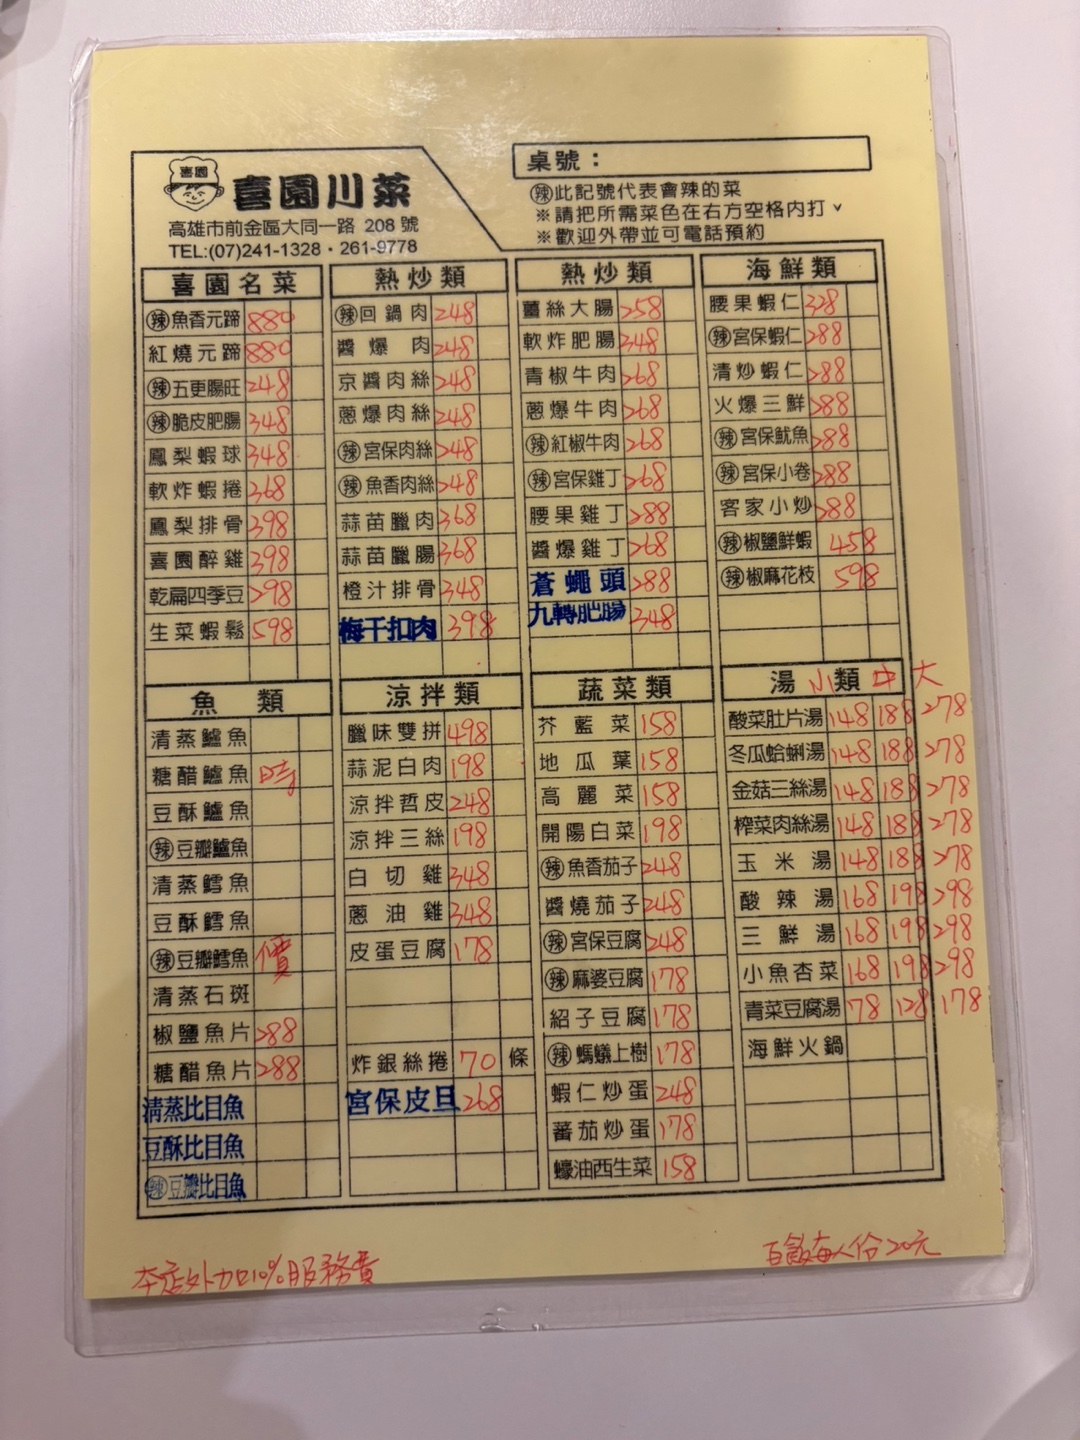 喜園
喜園川菜
高雄市前金區大同一路 208 號
TEL:(07)241-1328・261-9778
桌號：
辣此記號代表會辣的菜
※請把所需菜色在右方空格內打ˇ
※歡迎外帶並可電話預約
喜園名菜
辣魚香元蹄 880
紅燒元蹄 880
辣五更腸旺 248
辣脆皮肥腸 348
鳳梨蝦球 348
軟炸蝦捲 368
鳳梨排骨 398
喜園醉雞 398
乾扁四季豆 298
生菜蝦鬆 598
熱炒類
辣回鍋肉 248
醬爆肉 248
京醬肉絲 248
蔥爆肉絲 248
辣宮保肉絲 248
辣魚香肉絲 248
蒜苗臘肉 368
蒜苗臘腸 368
橙汁排骨 348
梅干扣肉 398
熱炒類
薑絲大腸 258
軟炸肥腸 348
青椒牛肉 268
蔥爆牛肉 268
辣紅椒牛肉 268
辣宮保雞丁 268
腰果雞丁 288
醬爆雞丁 268
蒼蠅頭 288
九轉肥腸 348
海鮮類
腰果蝦仁 328
辣宮保蝦仁 288
清炒蝦仁 288
火爆三鮮 288
辣宮保魷魚 288
辣宮保小卷 288
客家小炒 288
辣椒鹽鮮蝦 458
辣椒麻花枝 598
魚類
清蒸鱸魚
糖醋鱸魚 時
豆酥鱸魚
辣豆瓣鱸魚
清蒸鱈魚
豆酥鱈魚
辣豆瓣鱈魚 價
清蒸石斑
椒鹽魚片 288
糖醋魚片 288
清蒸比目魚
豆酥比目魚
辣豆瓣比目魚
涼拌類
臘味雙拼 498
蒜泥白肉 198
涼拌哲皮 248
涼拌三絲 198
白切雞 348
蔥油雞 348
皮蛋豆腐 178
炸銀絲捲 70 條
宮保皮旦 268
蔬菜類
芥藍菜 158
地瓜葉 158
高麗菜 158
開陽白菜 198
辣魚香茄子 248
醬燒茄子 248
辣宮保豆腐 248
辣麻婆豆腐 178
紹子豆腐 178
辣螞蟻上樹 178
蝦仁炒蛋 248
蕃茄炒蛋 178
蠔油西生菜 158
湯類 小 中 大
酸菜肚片湯 148 188 278
冬瓜蛤蜊湯 148 188 278
金菇三絲湯 148 188 278
榨菜肉絲湯 148 188 278
玉米湯 148 188 278
酸辣湯 168 198 298
三鮮湯 168 198 298
小魚杏菜 168 198 298
青菜豆腐湯 78 128 178
海鮮火鍋
本店外加10%服務費
白飯每人份20元